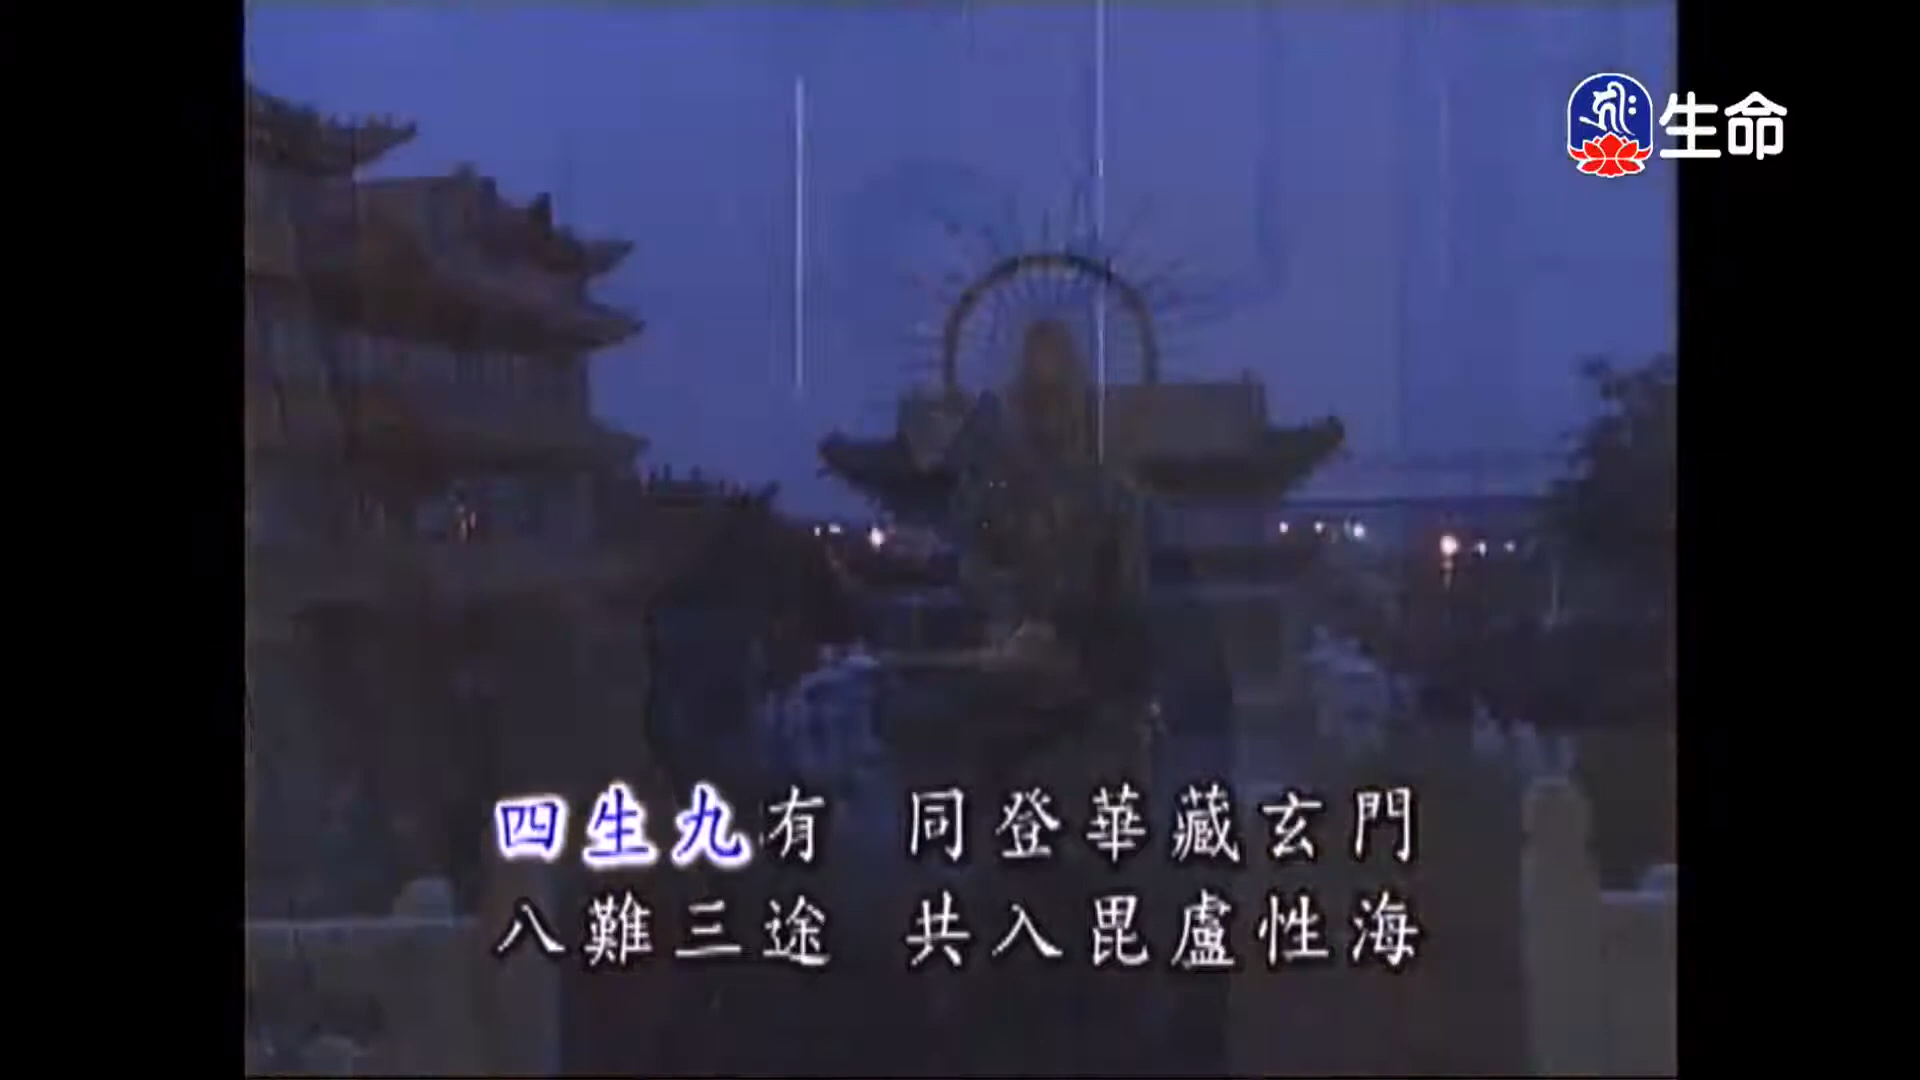 生命
四生九有 同登華藏玄門
八難三途 共入毘盧性海